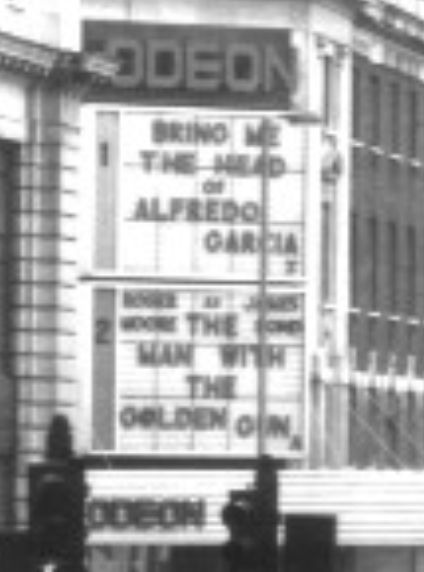 ODEON
1
BRING ME
THE HEAD
OF
ALFREDO
GARCIA
X
2
ROGER AS JAMES
MOORE THE BOND
MAN WITH
THE
GOLDEN GUN
A
ODEON